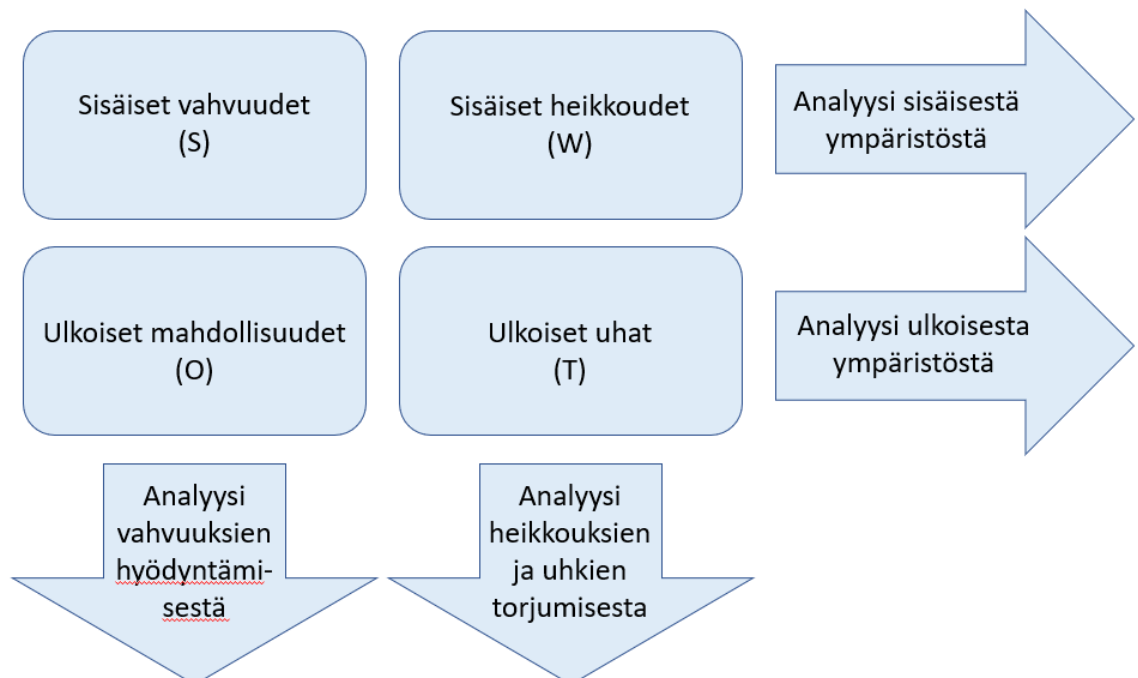 Sisäiset vahvuudet
(S)
Sisäiset heikkoudet
(W)
Analyysi sisäisestä
ympäristöstä
Ulkoiset mahdollisuudet
(O)
Ulkoiset uhat
(T)
Analyysi ulkoisesta
ympäristöstä
Analyysi
vahvuuksien
hyödyntämi-
sestä
Analyysi
heikkouksien
ja uhkien
torjumisesta